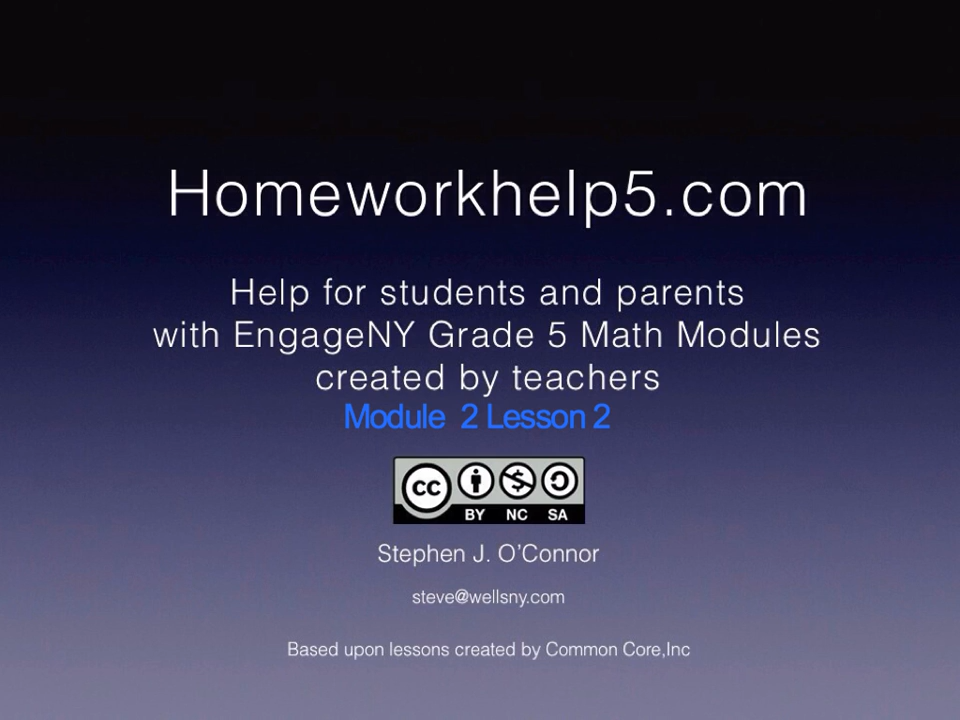 Homeworkhelp5.com
Help for students and parents
with EngageNY Grade 5 Math Modules
created by teachers
Module 2 Lesson 2
cc
BY NC SA
Stephen J. O'Connor
steve@wellsny.com
Based upon lessons created by Common Core,Inc